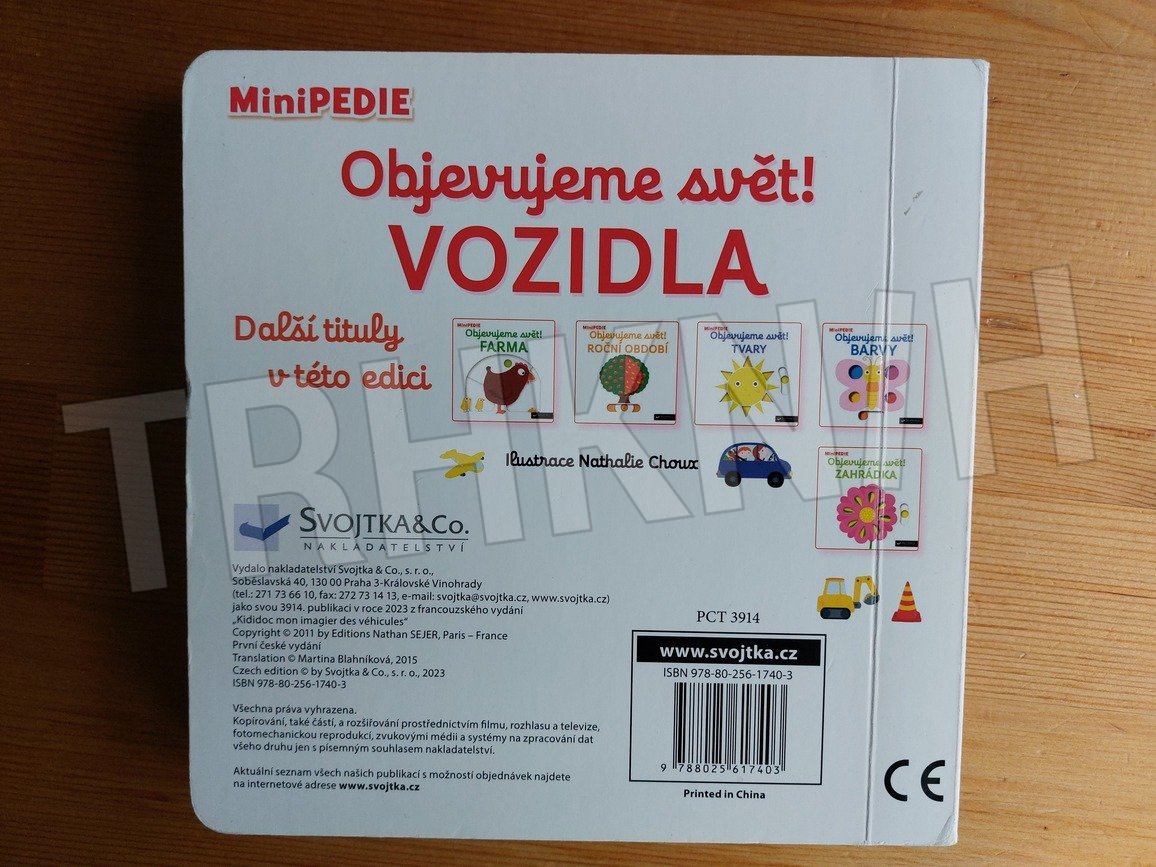 MiniPEDIE
Objevujeme svět!
VOZIDLA
Další tituly
v této edici
MiniPEDIE
Objevujeme svět!
FARMA
MiniPEDIE
Objevujeme svět!
ROČNÍ OBDOBÍ
MiniPEDIE
Objevujeme svět!
TVARY
MiniPEDIE
Objevujeme svět!
BARVY
MiniPEDIE
Objevujeme svět!
ZAHRÁDKA
Ilustrace Nathalie Choux
SVOJTKA&CO.
NAKLADATELSTVÍ
Vydalo nakladatelství Svojtka & Co., s. r. o.,
Soběslavská 40, 130 00 Praha 3-Královské Vinohrady
(tel.: 271 73 66 10, fax: 272 73 14 13, e-mail: svojtka@svojtka.cz, www.svojtka.cz)
jako svou 3914. publikaci v roce 2023 z francouzského vydání
„Kididoc mon imagier des véhicules"
Copyright © 2011 by Editions Nathan SEJER, Paris – France
První české vydání
Translation © Martina Blahníková, 2015
Czech edition © by Svojtka & Co., s. r. o., 2023
ISBN 978-80-256-1740-3
Všechna práva vyhrazena.
Kopírování, také částí, a rozšiřování prostřednictvím filmu, rozhlasu a televize,
fotomechanickou reprodukcí, zvukovými médii a systémy na zpracování dat
všeho druhu jen s písemným souhlasem nakladatelství.
Aktuální seznam všech našich publikací s možností objednávek najdete
na internetové adrese www.svojtka.cz
PCT 3914
www.svojtka.cz
ISBN 978-80-256-1740-3
9 788025 617403
Printed in China
CE
TRHKNIH